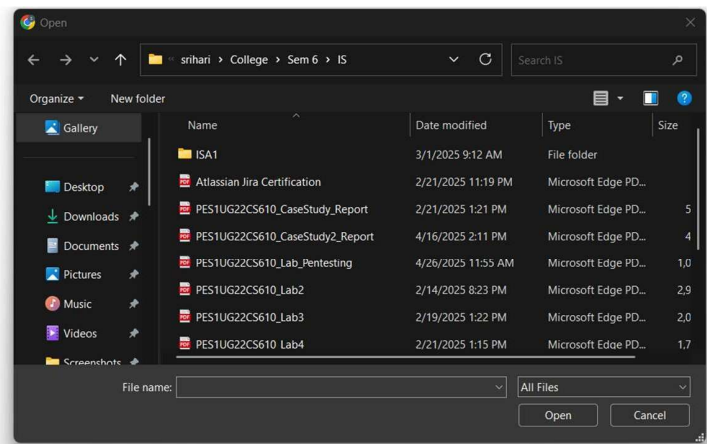 Open
srihari > College > Sem 6 > IS
Search IS
Organize
New folder
Gallery
Desktop
Downloads
Documents
Pictures
Music
Videos
Screenshots
Name Date modified Type Size
ISA1 3/1/2025 9:12 AM File folder
Atlassian Jira Certification 2/21/2025 11:19 PM Microsoft Edge PD...
PES1UG22CS610_CaseStudy_Report 2/21/2025 1:21 PM Microsoft Edge PD... 5
PES1UG22CS610_CaseStudy2_Report 4/16/2025 2:11 PM Microsoft Edge PD... 4
PES1UG22CS610_Lab_Pentesting 4/26/2025 11:55 AM Microsoft Edge PD... 1,0
PES1UG22CS610_Lab2 2/14/2025 8:23 PM Microsoft Edge PD... 2,9
PES1UG22CS610_Lab3 2/19/2025 1:22 PM Microsoft Edge PD... 2,0
PES1UG22CS610_Lab4 2/21/2025 1:15 PM Microsoft Edge PD... 1,7
File name:
All Files
Open Cancel